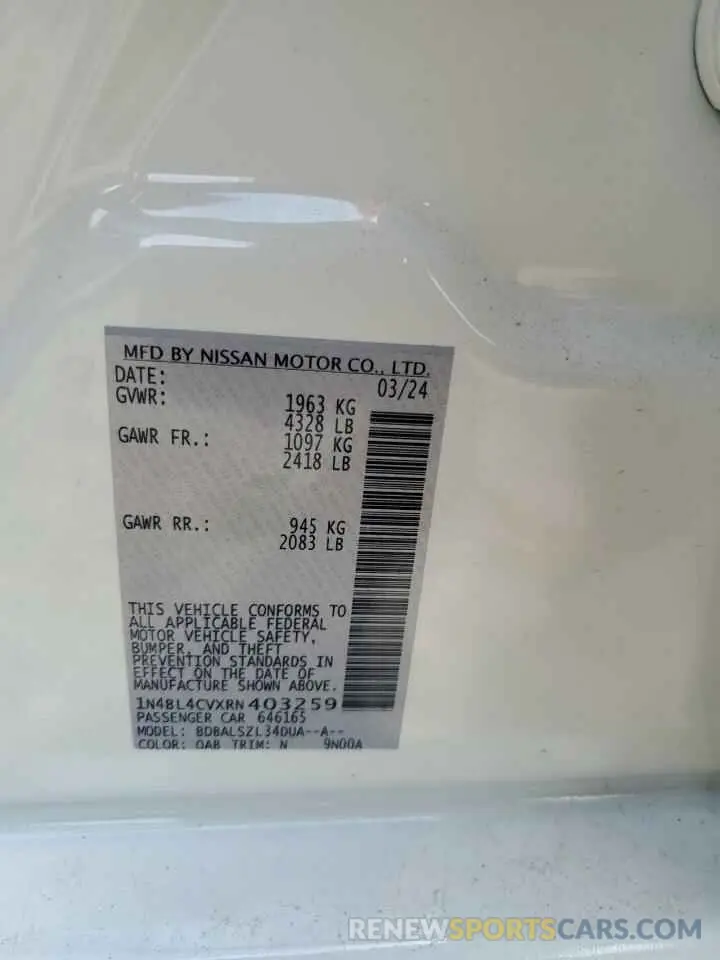 MFD BY NISSAN MOTOR CO., LTD.
DATE: 03/24
GVWR: 1963 KG
4328 LB
GAWR FR.: 1097 KG
2418 LB
GAWR RR.: 945 KG
2083 LB
THIS VEHICLE CONFORMS TO
ALL APPLICABLE FEDERAL
MOTOR VEHICLE SAFETY,
BUMPER, AND THEFT
PREVENTION STANDARDS IN
EFFECT ON THE DATE OF
MANUFACTURE SHOWN ABOVE.
1N4BL4CVXRN403259
PASSENGER CAR 646165
MODEL: BDBALSZL34DUA--A--
COLOR: QAB TRIM: N 9N00A
RENEWSPORTSCARS.COM